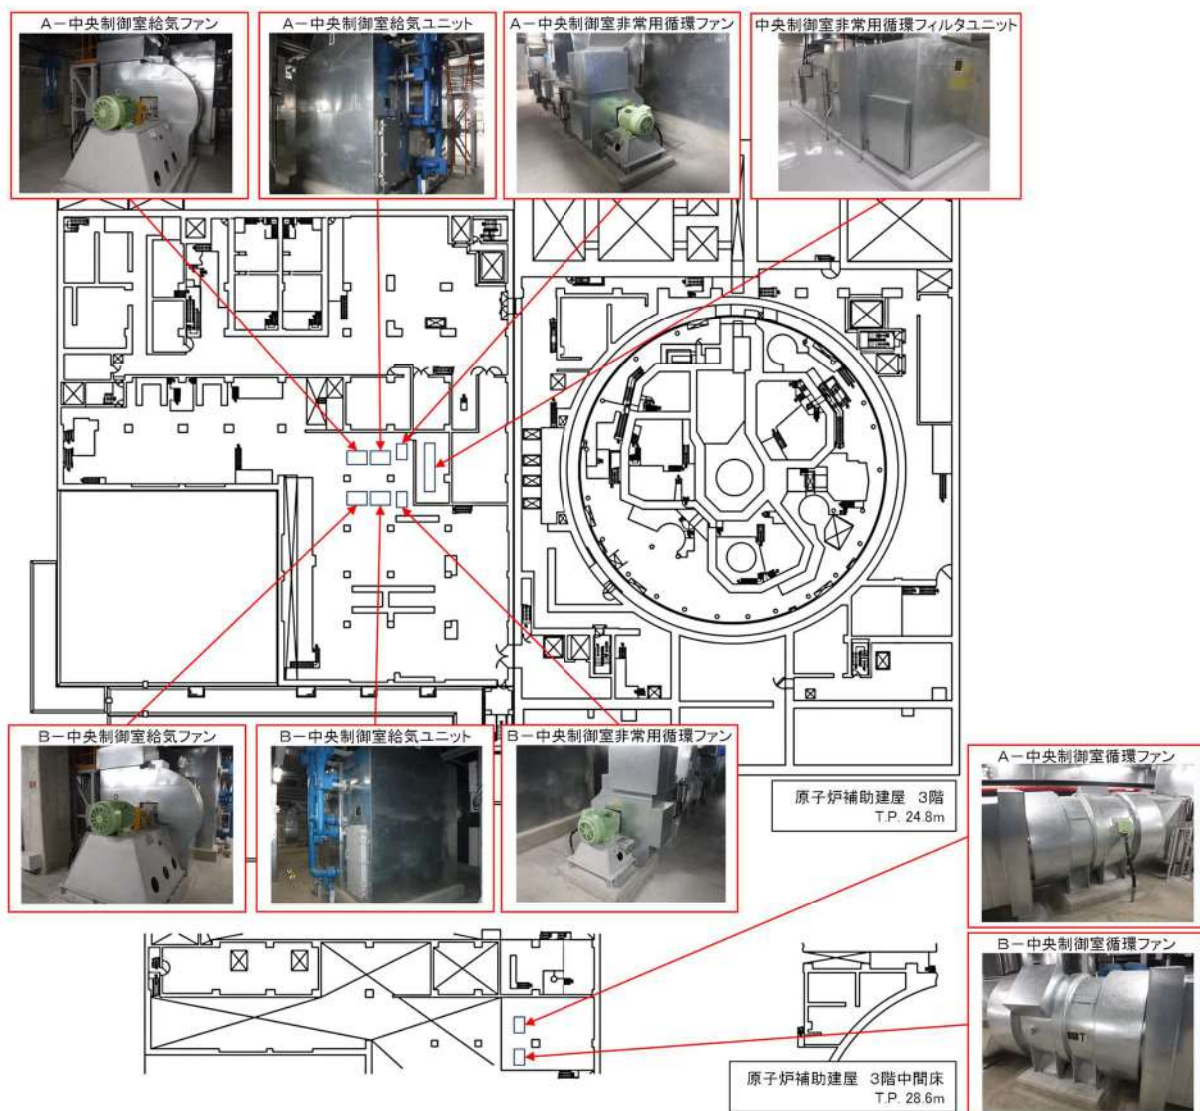 A－中央制御室給気ファン
A－中央制御室給気ユニット
A－中央制御室非常用循環ファン
中央制御室非常用循環フィルタユニット
B－中央制御室給気ファン
B－中央制御室給気ユニット
B－中央制御室非常用循環ファン
原子炉補助建屋 3階
T.P. 24.8m
A－中央制御室循環ファン
B－中央制御室循環ファン
原子炉補助建屋 3階中間床
T.P. 28.6m